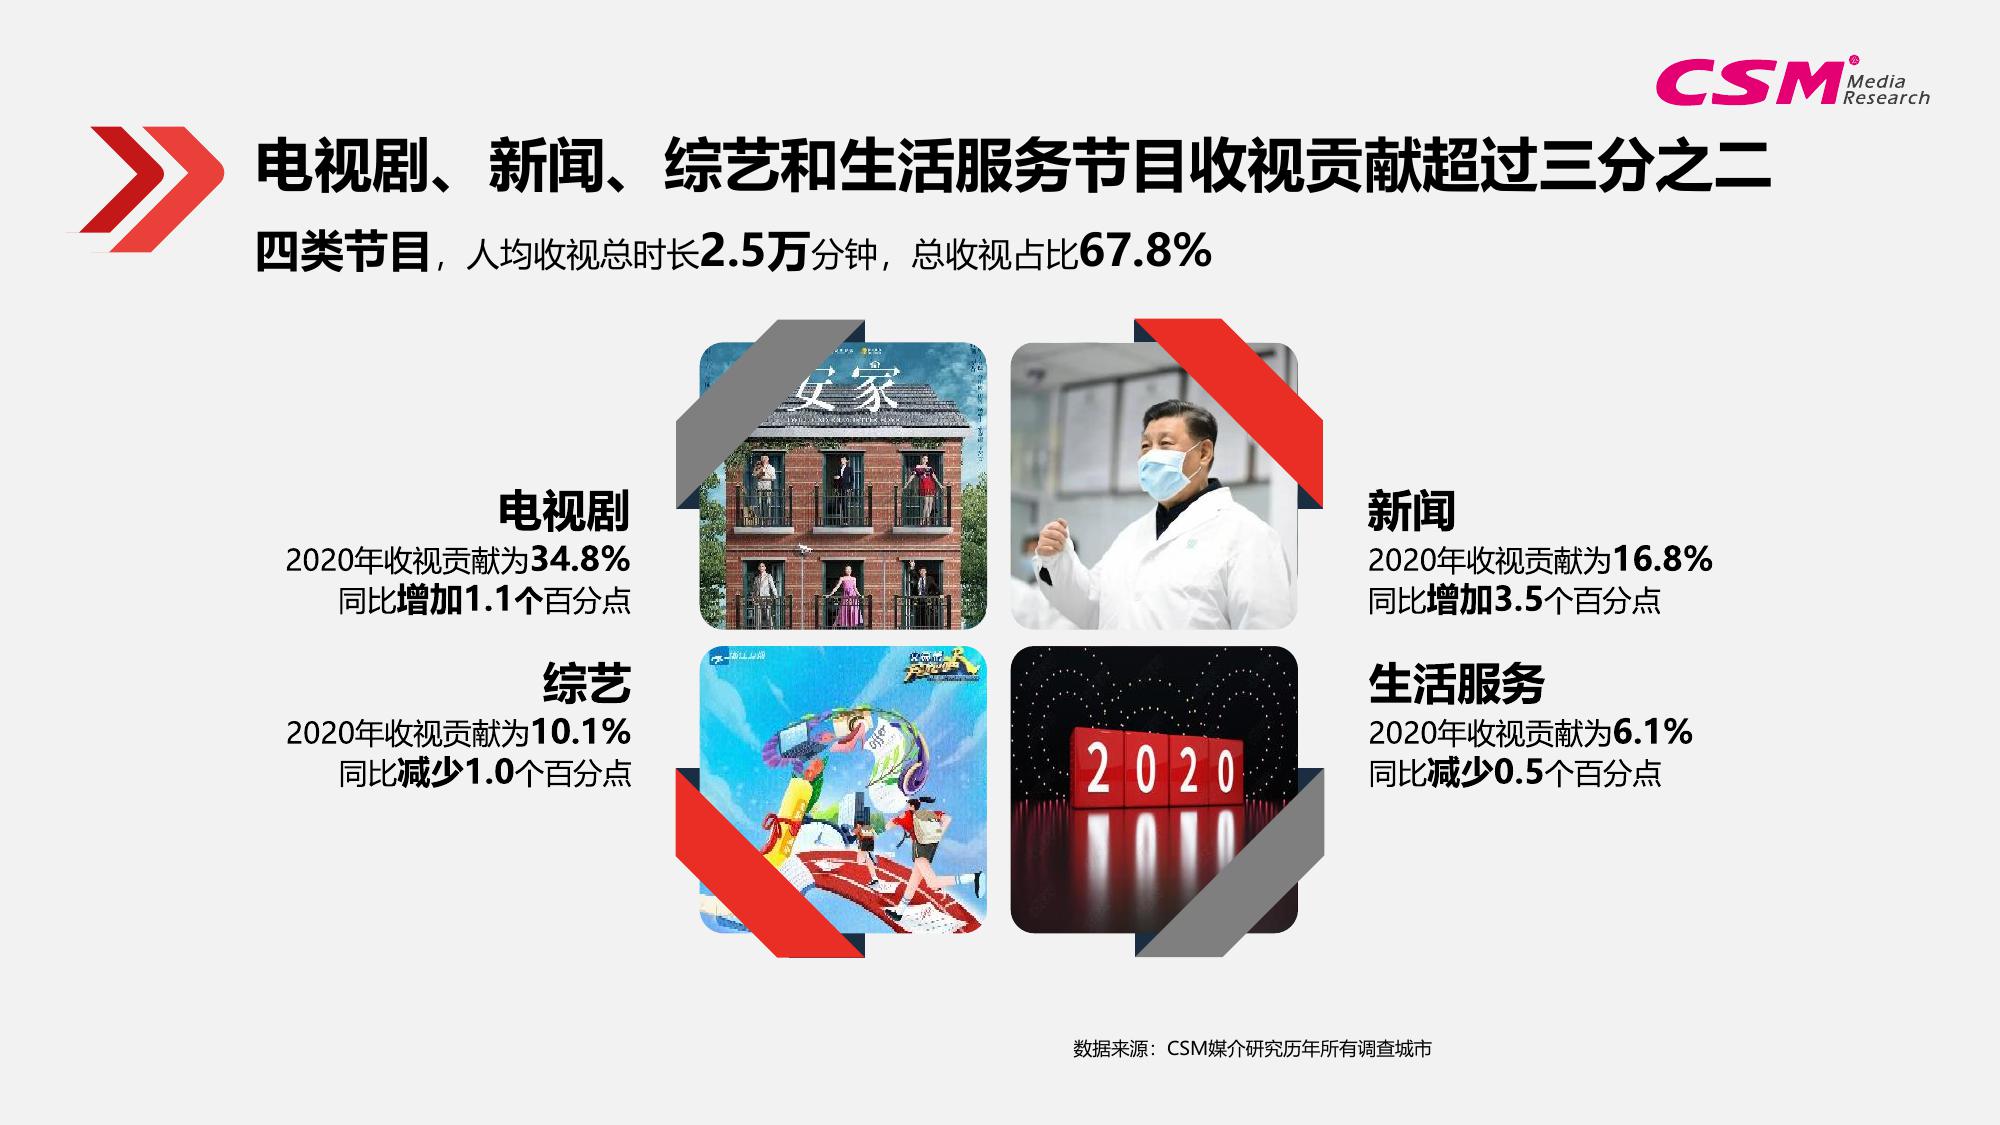 CSM Media Research
电视剧、新闻、综艺和生活服务节目收视贡献超过三分之二
四类节目，人均收视总时长2.5万分钟，总收视占比67.8%
安家
电视剧
2020年收视贡献为34.8%
同比增加1.1个百分点
新闻
2020年收视贡献为16.8%
同比增加3.5个百分点
综艺
2020年收视贡献为10.1%
同比减少1.0个百分点
offer
2020
生活服务
2020年收视贡献为6.1%
同比减少0.5个百分点
数据来源：CSM媒介研究历年所有调查城市